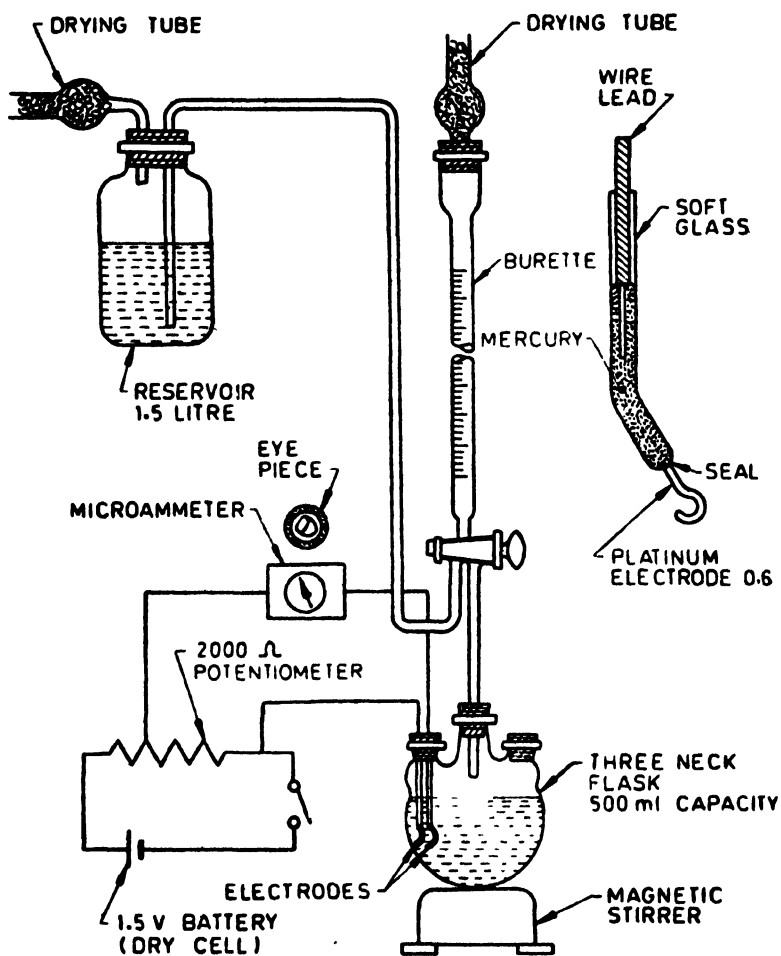 DRYING TUBE
DRYING TUBE
WIRE
LEAD
SOFT
GLASS
BURETTE
MERCURY
RESERVOIR
1.5 LITRE
EYE
PIECE
SEAL
MICROAMMETER
PLATINUM
ELECTRODE 0.6
2000 Ω
POTENTIOMETER
THREE NECK
FLASK
500 ml CAPACITY
ELECTRODES
MAGNETIC
STIRRER
1.5 V BATTERY
(DRY CELL)